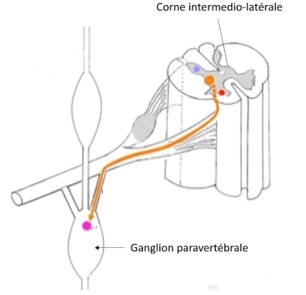 Corne intermedio-latérale
Ganglion paravertébrale